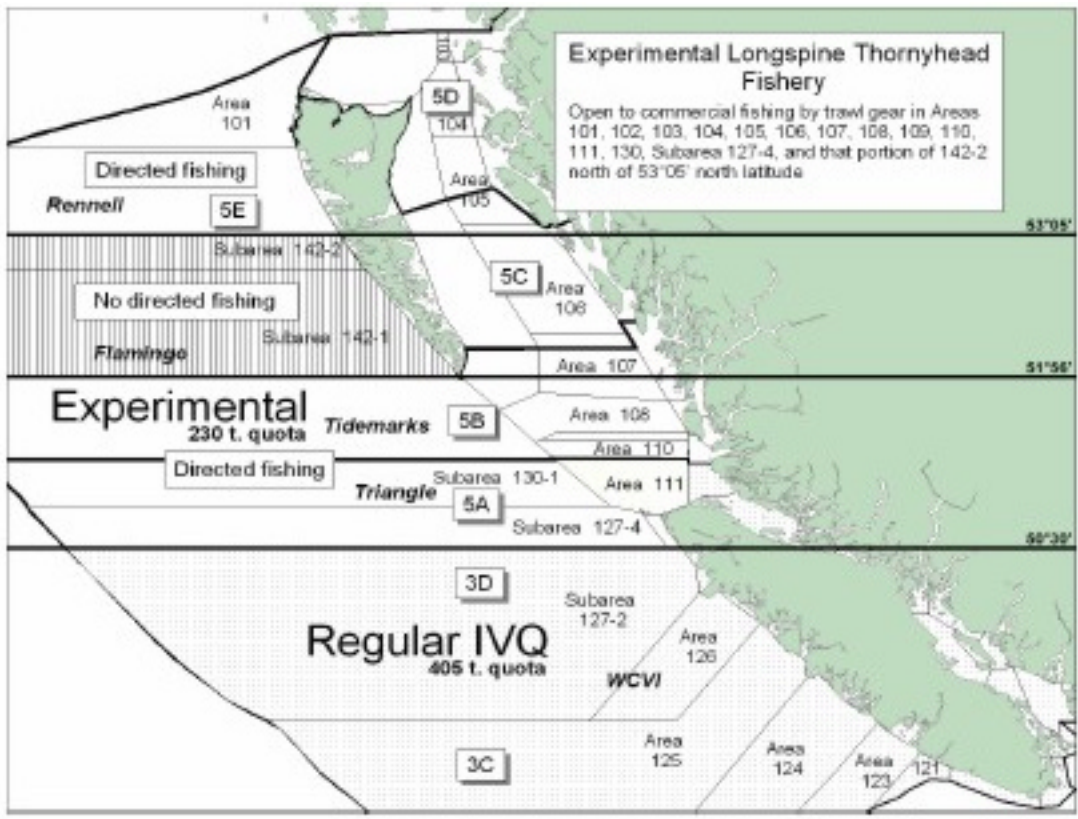 Experimental Longspine Thornyhead
Fishery
Open to commercial fishing by trawl gear in Areas
101, 102, 103, 104, 105, 106, 107, 108, 109, 110,
111, 130, Subarea 127-4, and that portion of 142-2
north of 53°05' north latitude
Area
101
5D
104
Directed fishing
Area
105
Rennell
5E
53°05'
Subarea 142-2
5C
Area
106
No directed fishing
Subarea 142-1
Flamingo
Area 107
51°56'
Experimental
230 t. quota
Tidemarks
5B
Area 108
Area 110
Directed fishing
Subarea 130-1
Area 111
Triangle
5A
Subarea 127-4
50°30'
3D
Subarea
127-2
Regular IVQ
405 t. quota
Area
126
WCVI
3C
Area
125
Area
124
Area
123
121